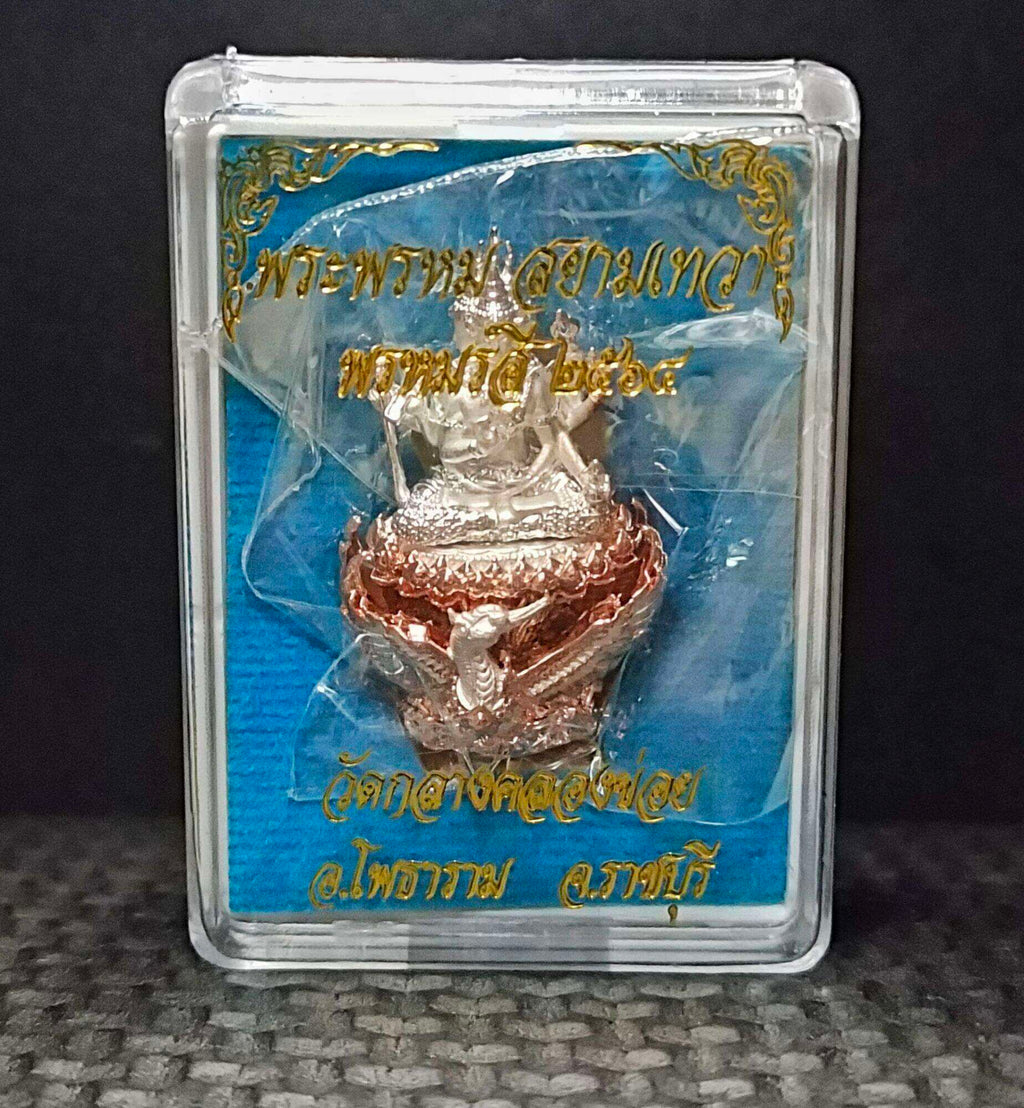 พระพรหม สยามเทวา
พรหมรังสี ๒๕๖๔
วัดกลางคลองข่อย
อ.โพธาราม จ.ราชบุรี